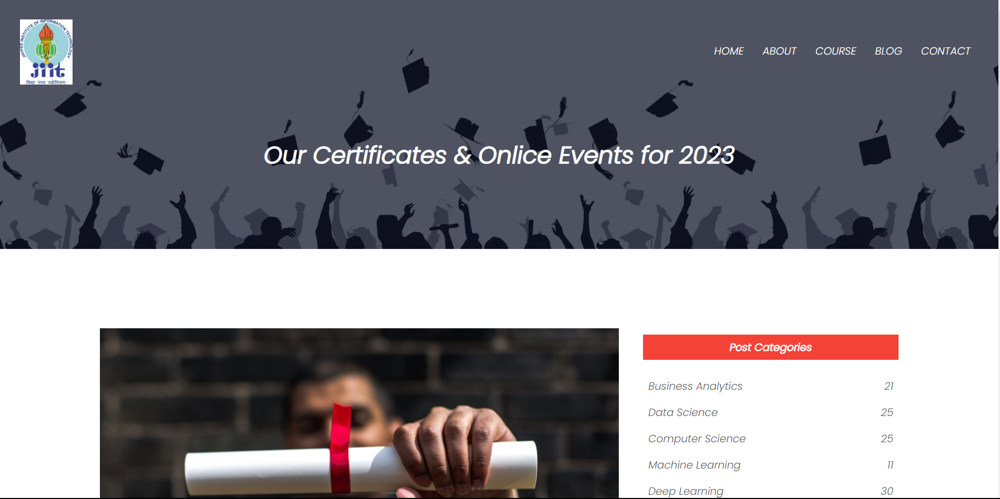 JAYPEE INSTITUTE OF INFORMATION TECHNOLOGY
jiit
विद्या तत्व ज्योतिसमः
HOME ABOUT COURSE BLOG CONTACT
Our Certificates & Onlice Events for 2023
Post Categories
Business Analytics 21
Data Science 25
Computer Science 25
Machine Learning 11
Deep Learning 30